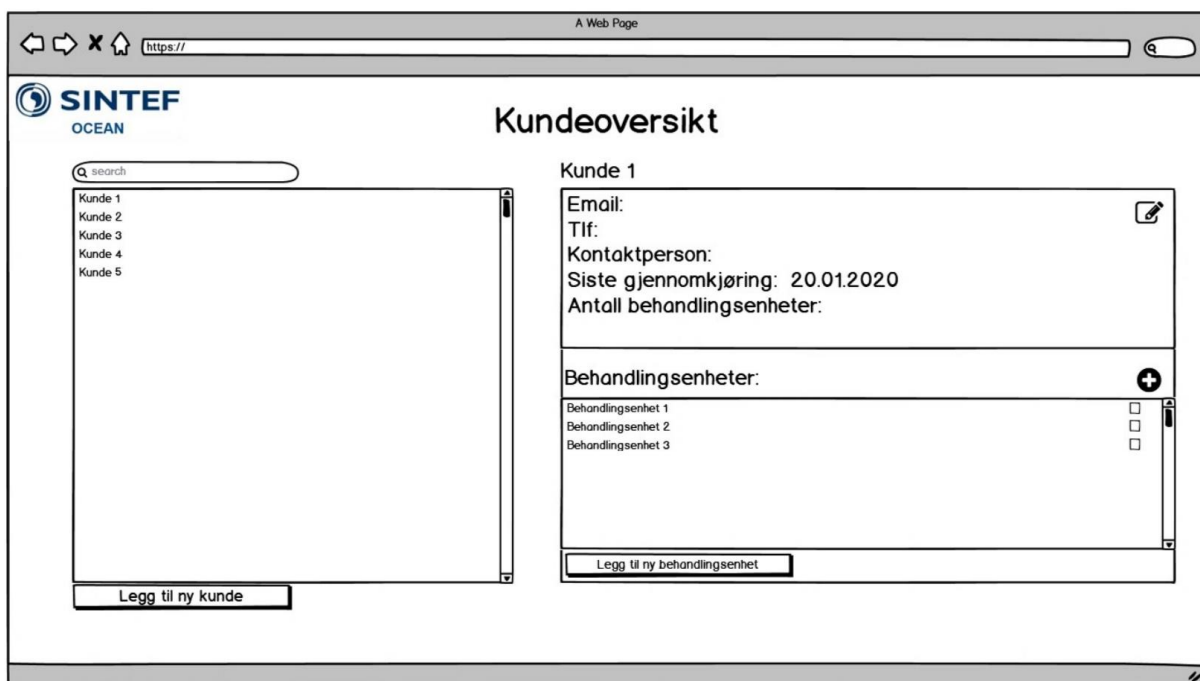 A Web Page
https://
SINTEF
OCEAN
Kundeoversikt
search
Kunde 1
Kunde 2
Kunde 3
Kunde 4
Kunde 5
Legg til ny kunde
Kunde 1
Email:
Tlf:
Kontaktperson:
Siste gjennomkjøring: 20.01.2020
Antall behandlingsenheter:
Behandlingsenheter:
Behandlingsenhet 1
Behandlingsenhet 2
Behandlingsenhet 3
Legg til ny behandlingsenhet